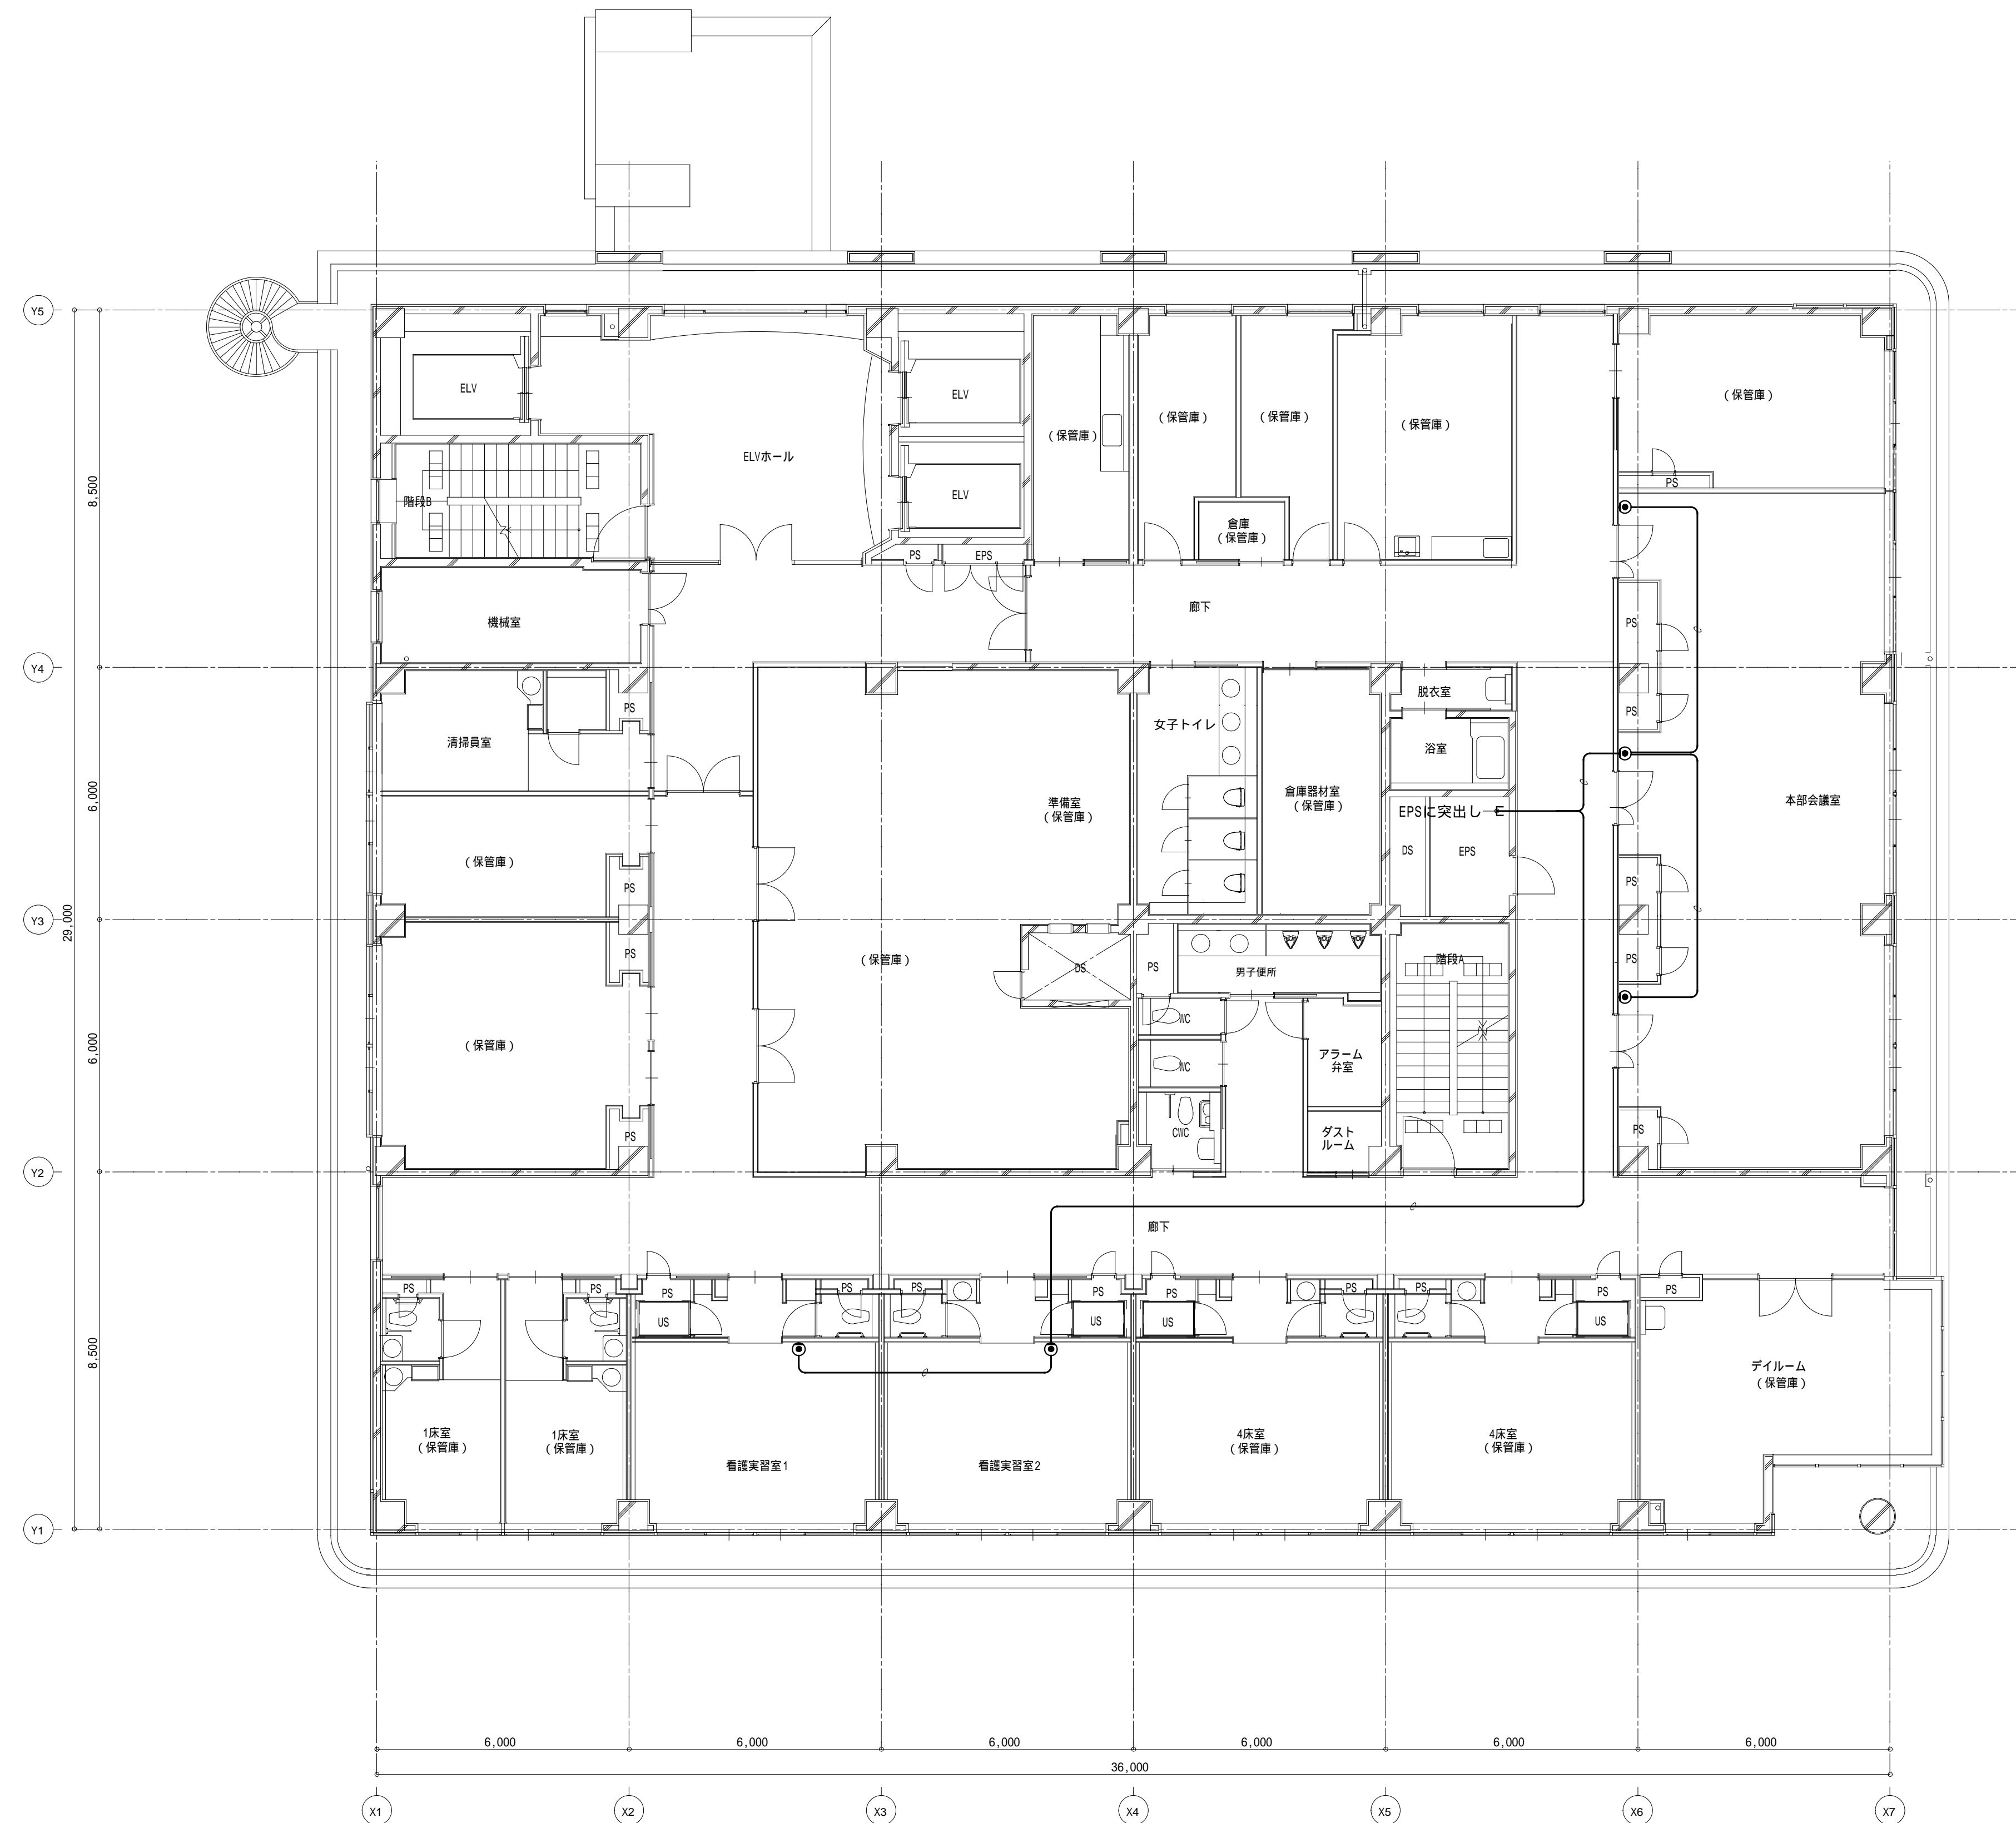 Y5
ELV
ELV
(保管庫)
(保管庫)
(保管庫)
(保管庫)
(保管庫)
(保管庫)
ELVホール
8,500
階段B
ELV
PS
倉庫
(保管庫)
PS
EPS
廊下
機械室
PS
Y4
脱衣室
PS
PS
女子トイレ
清掃員室
浴室
6,000
倉庫器材室
(保管庫)
準備室
(保管庫)
本部会議室
EPSに突出し E
DS
EPS
(保管庫)
PS
PS
Y3
29,000
PS
(保管庫)
DS
PS
男子便所
階段A
PS
WC
6,000
(保管庫)
アラーム
弁室
WC
PS
CWC
ダスト
ルーム
PS
Y2
廊下
PS
PS
PS
PS
PS
PS
PS
PS
PS
PS
PS
US
US
US
US
8,500
デイルーム
(保管庫)
1床室
(保管庫)
1床室
(保管庫)
看護実習室1
看護実習室2
4床室
(保管庫)
4床室
(保管庫)
Y1
6,000
6,000
6,000
6,000
6,000
6,000
36,000
X1
X2
X3
X4
X5
X6
X7